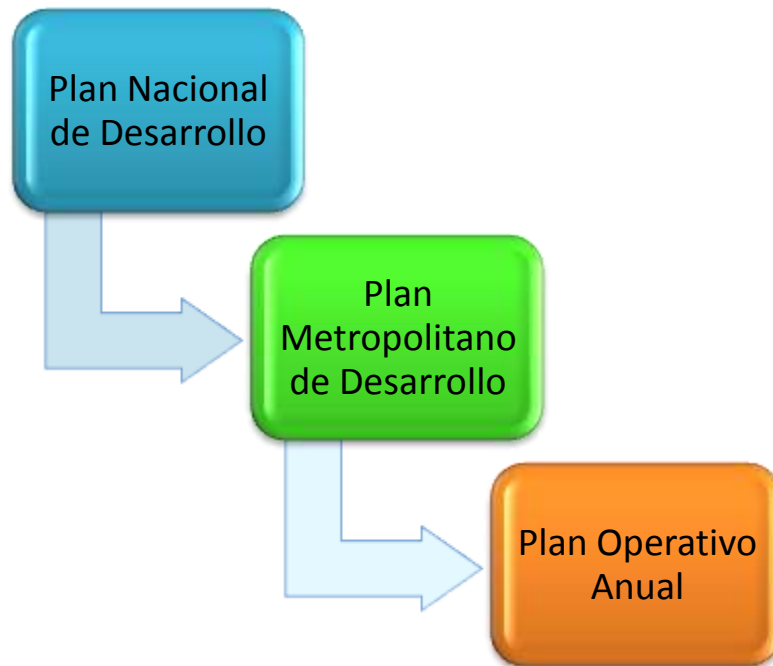 Plan Nacional
de Desarrollo
Plan
Metropolitano
de Desarrollo
Plan Operativo
Anual